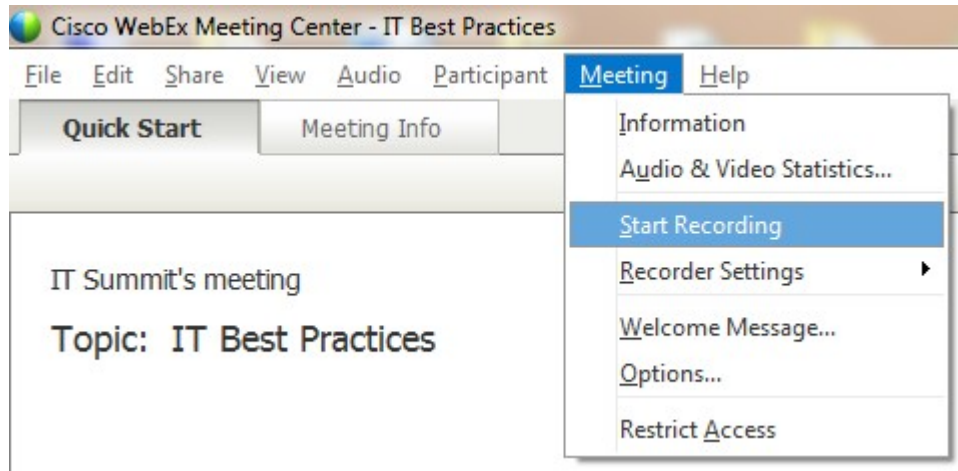 Cisco WebEx Meeting Center - IT Best Practices
File Edit Share View Audio Participant Meeting Help
Quick Start Meeting Info
Information
Audio & Video Statistics...
Start Recording
Recorder Settings
Welcome Message...
Options...
Restrict Access
IT Summit's meeting
Topic: IT Best Practices